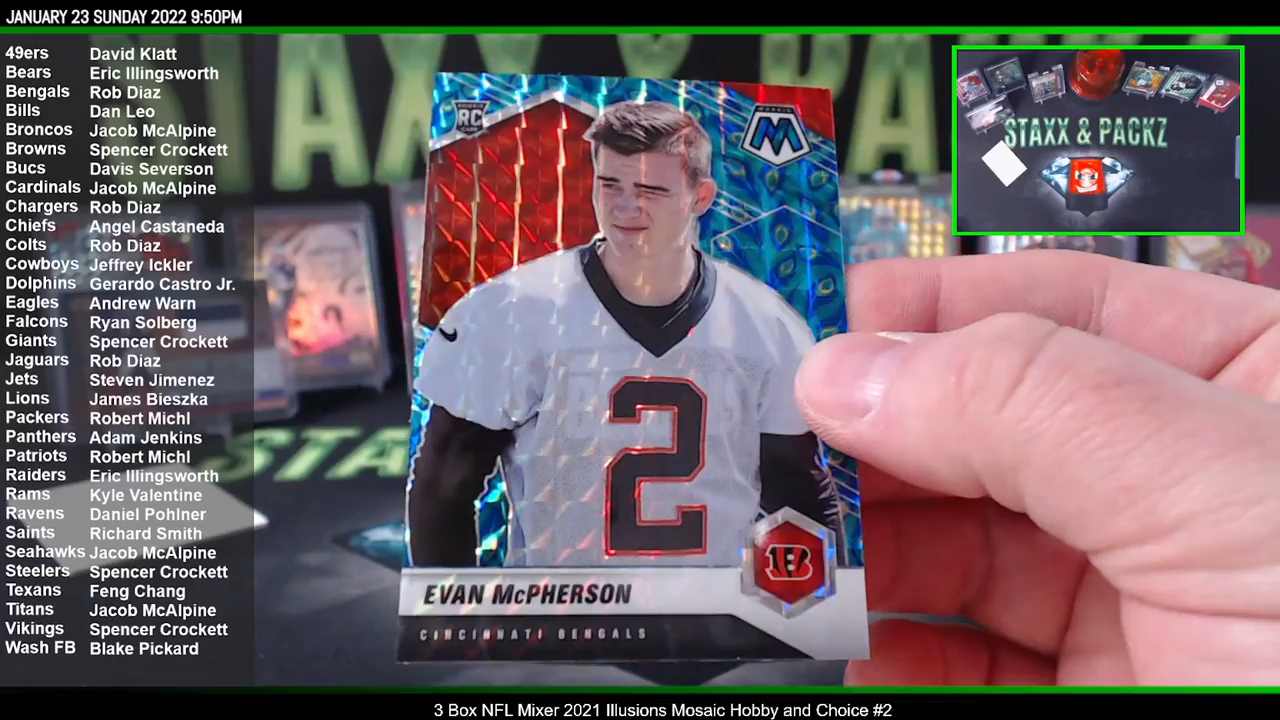 JANUARY 23 SUNDAY 2022 9:50PM
49ers David Klatt
Bears Eric Illingsworth
Bengals Rob Diaz
Bills Dan Leo
Broncos Jacob McAlpine
Browns Spencer Crockett
Bucs Davis Severson
Cardinals Jacob McAlpine
Chargers Rob Diaz
Chiefs Angel Castaneda
Colts Rob Diaz
Cowboys Jeffrey Ickler
Dolphins Gerardo Castro Jr.
Eagles Andrew Warn
Falcons Ryan Solberg
Giants Spencer Crockett
Jaguars Rob Diaz
Jets Steven Jimenez
Lions James Bieszka
Packers Robert Michl
Panthers Adam Jenkins
Patriots Robert Michl
Raiders Eric Illingsworth
Rams Kyle Valentine
Ravens Daniel Pohlner
Saints Richard Smith
Seahawks Jacob McAlpine
Steelers Spencer Crockett
Texans Feng Chang
Titans Jacob McAlpine
Vikings Spencer Crockett
Wash FB Blake Pickard
STAXX & PACKZ
RC
MOSAIC
2
B
EVAN McPHERSON
CINCINNATI BENGALS
STAXX & PACKZ
3 Box NFL Mixer 2021 Illusions Mosaic Hobby and Choice #2